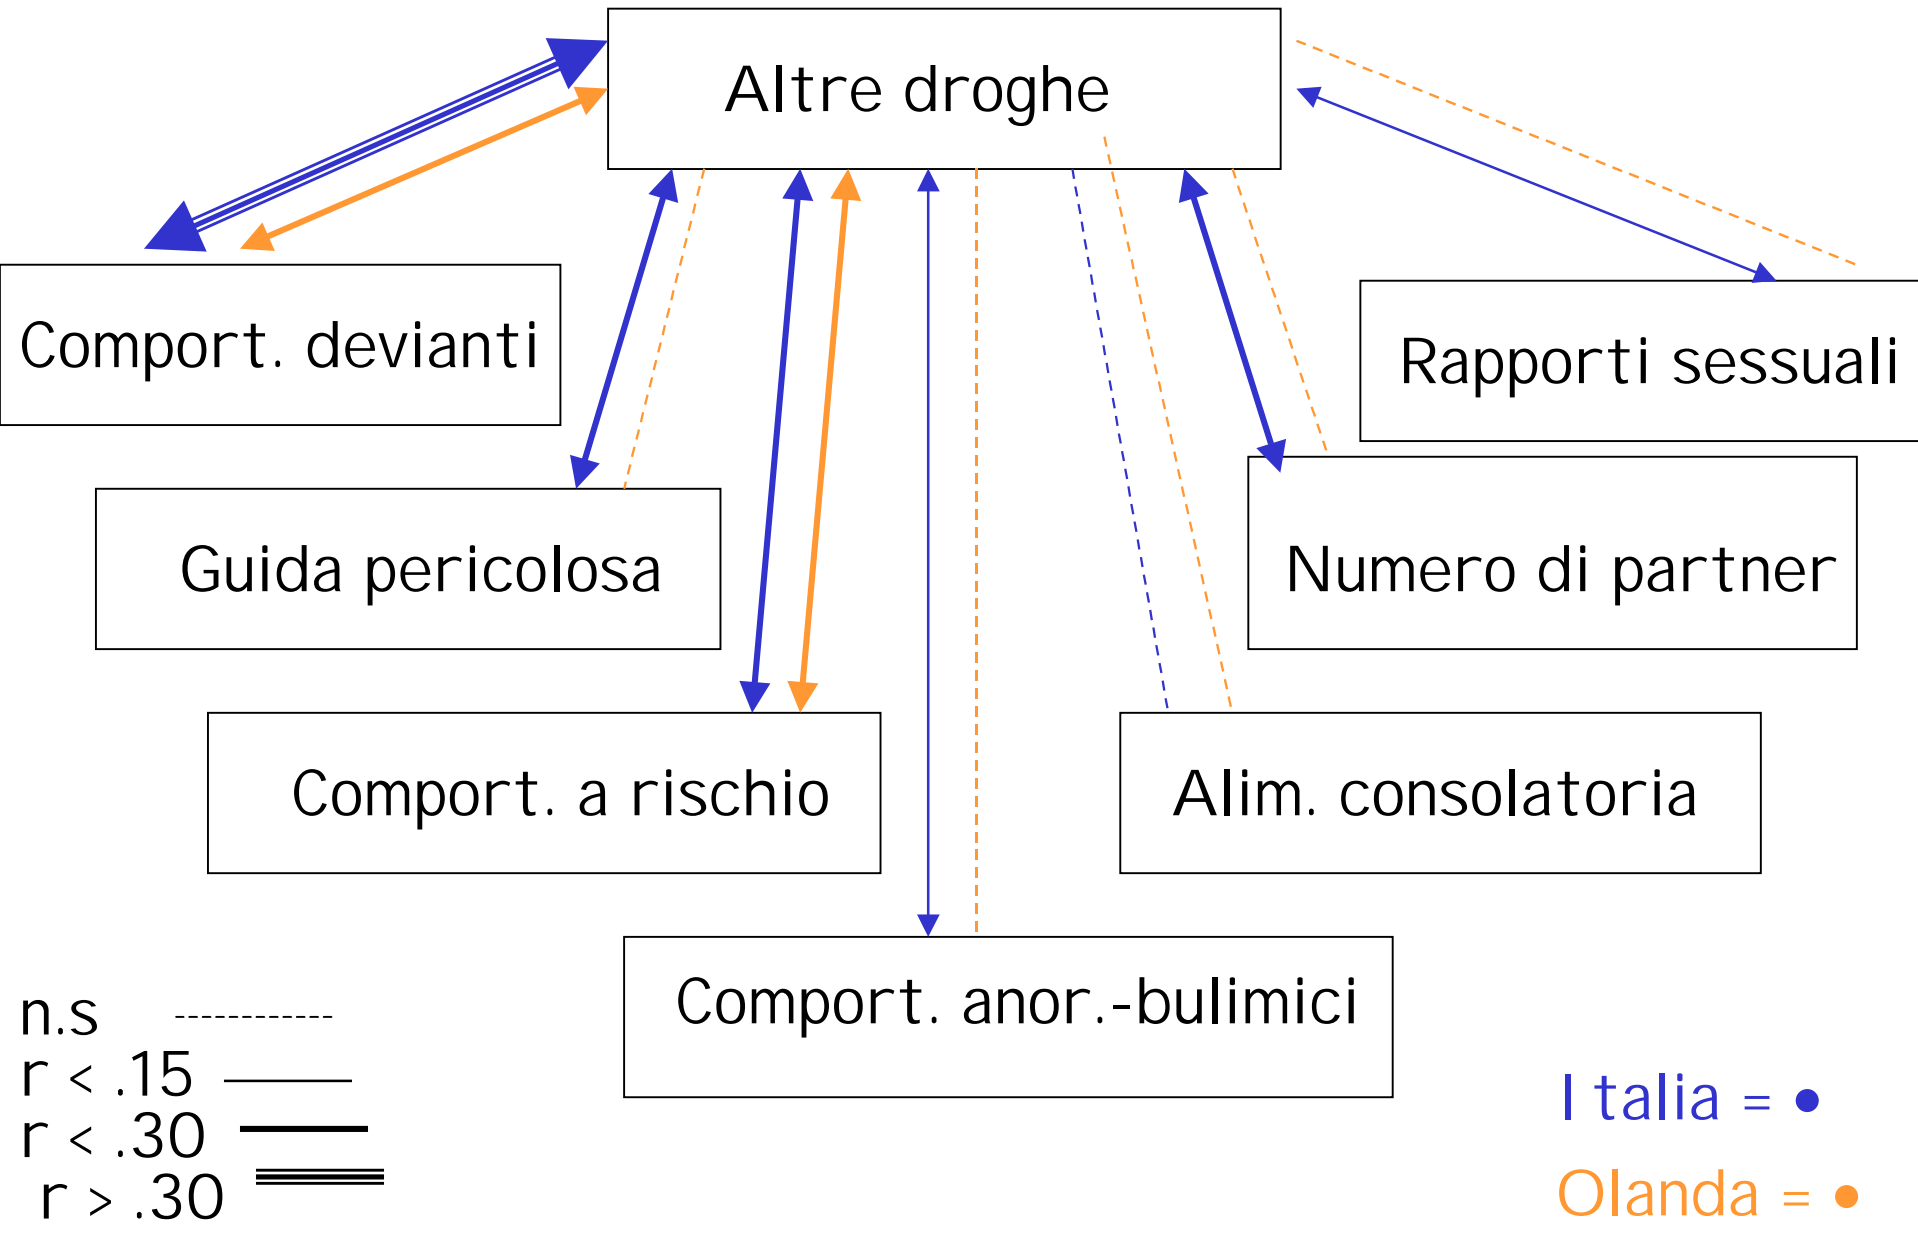 Altre droghe
Comport. devianti
Rapporti sessuali
Guida pericolosa
Numero di partner
Comport. a rischio
Alim. consolatoria
Comport. anor.-bulimici
n.s
r < .15
r < .30
r > .30
Italia = •
Olanda = •